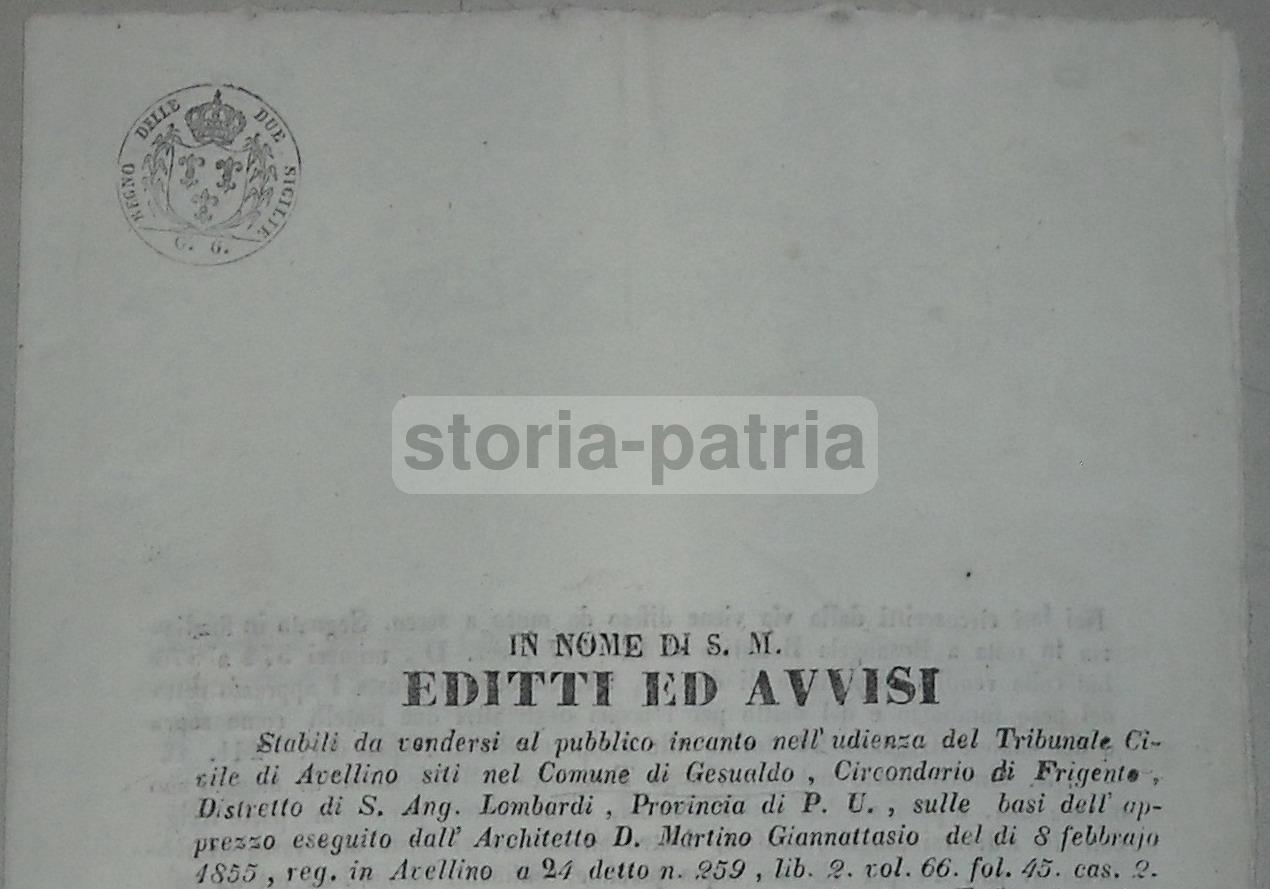 REGNO DELLE DUE SICILIE
G. G.
storia-patria
IN NOME DI S. M.
EDITTI ED AVVISI
Stabili da vendersi al pubblico incanto nell' udienza del Tribunale Ci-
vile di Avellino siti nel Comune di Gesualdo , Circondario di Frigento ,
Distretto di S. Ang. Lombardi , Provincia di P. U. , sulle basi dell' ap-
prezzo eseguito dall' Architetto D. Martino Giannattasio del di 8 febbrajo
1855 , reg. in Avellino a 24 detto n. 259 , lib. 2. vol. 66. fol. 45. cas. 2.